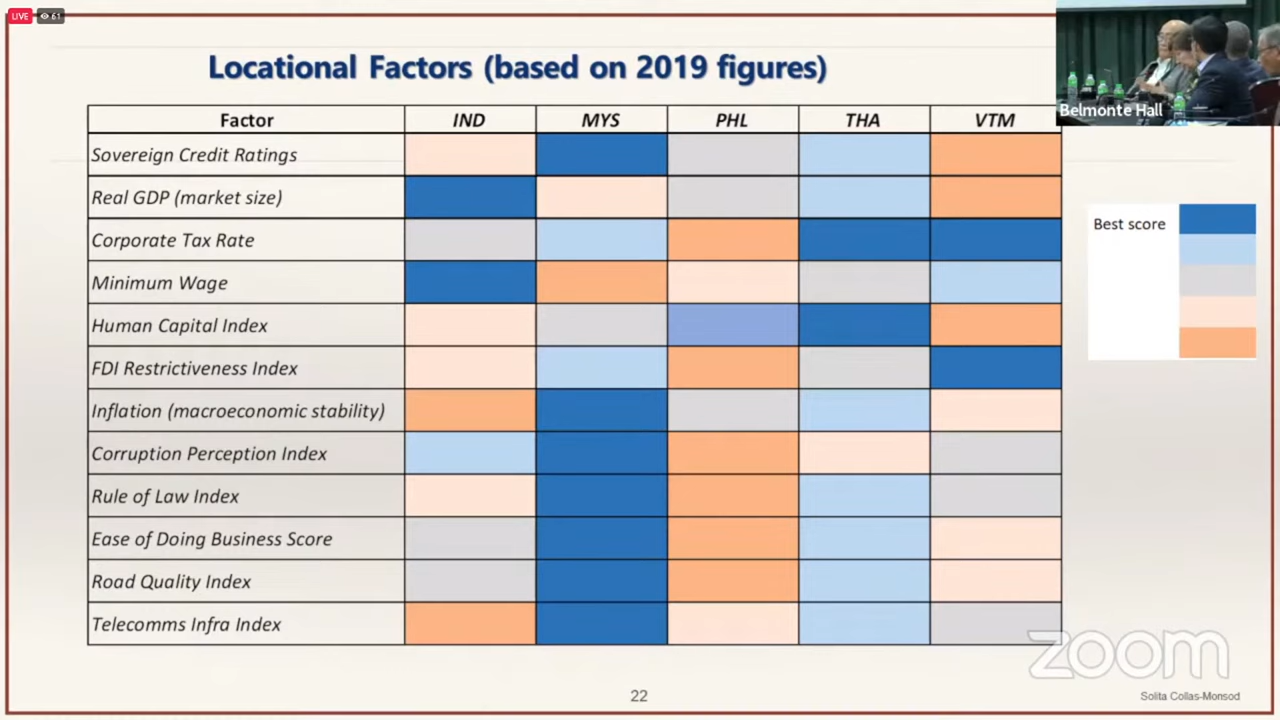 LIVE 61
Locational Factors (based on 2019 figures)
Belmonte Hall
Factor IND MYS PHL THA VTM
Sovereign Credit Ratings
Real GDP (market size)
Corporate Tax Rate
Minimum Wage
Human Capital Index
FDI Restrictiveness Index
Inflation (macroeconomic stability)
Corruption Perception Index
Rule of Law Index
Ease of Doing Business Score
Road Quality Index
Telecomms Infra Index
Best score
zoom
22
Solita Collas-Monsod